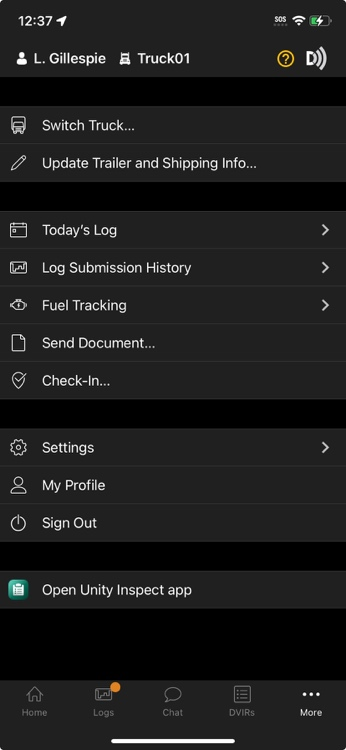 12:37 SOS
L. Gillespie Truck01 ? D
Switch Truck...
Update Trailer and Shipping Info...
Today’s Log
Log Submission History
Fuel Tracking
Send Document...
Check-In...
Settings
My Profile
Sign Out
Open Unity Inspect app
Home Logs Chat DVIRs More